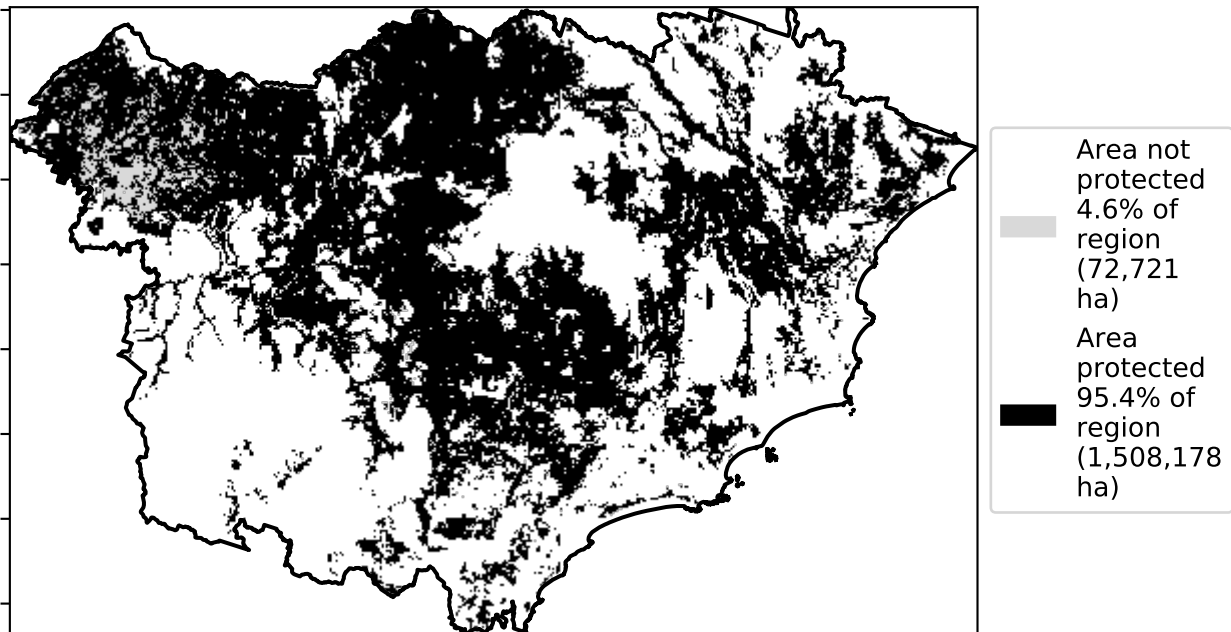 Area not
protected
4.6% of
region
(72,721
ha)
Area
protected
95.4% of
region
(1,508,178
ha)